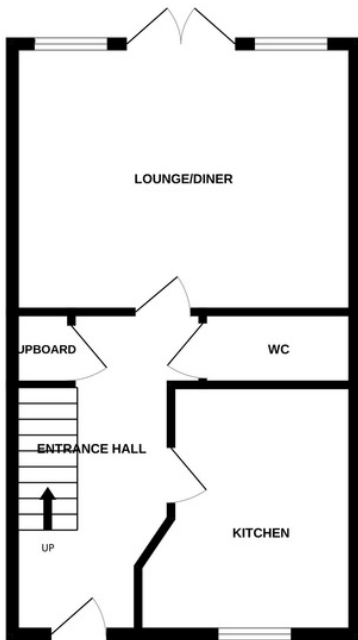 LOUNGE/DINER
UPBOARD
WC
ENTRANCE HALL
KITCHEN
UP